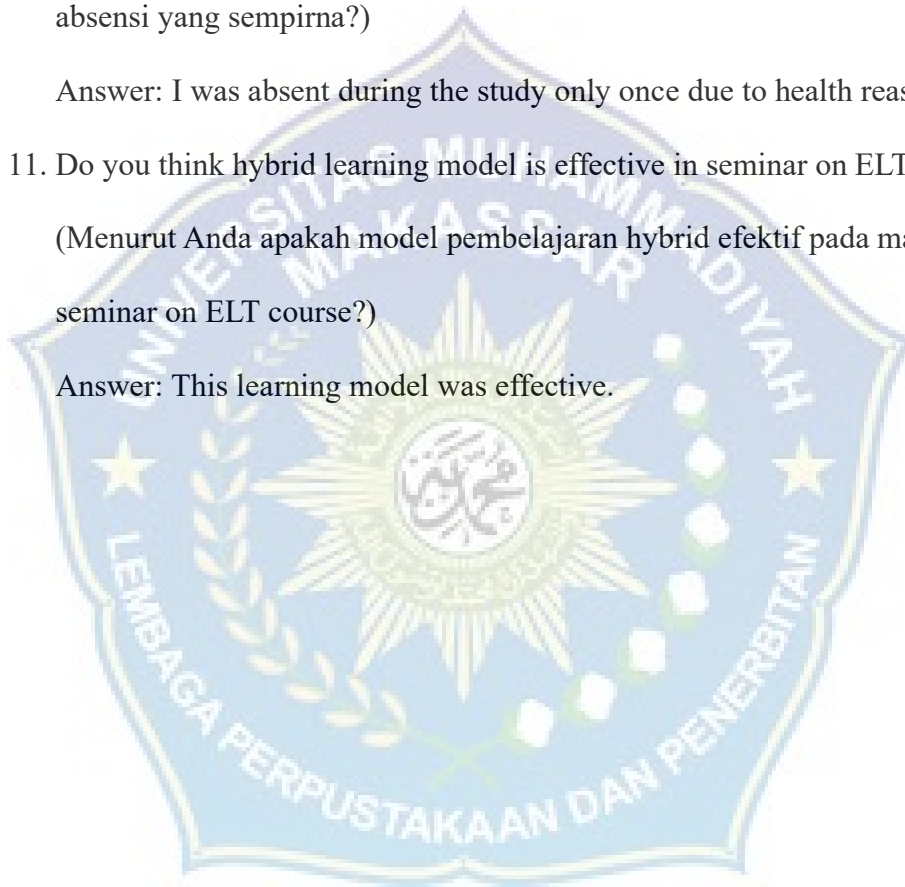 absensi yang sempirna?)
Answer: I was absent during the study only once due to health reas
11. Do you think hybrid learning model is effective in seminar on ELT
(Menurut Anda apakah model pembelajaran hybrid efektif pada ma
seminar on ELT course?)
Answer: This learning model was effective.
UNIVERSITAS MUHAMMADIYAH
MAKASSAR
LEMBAGA PERPUSTAKAAN DAN PENERBITAN